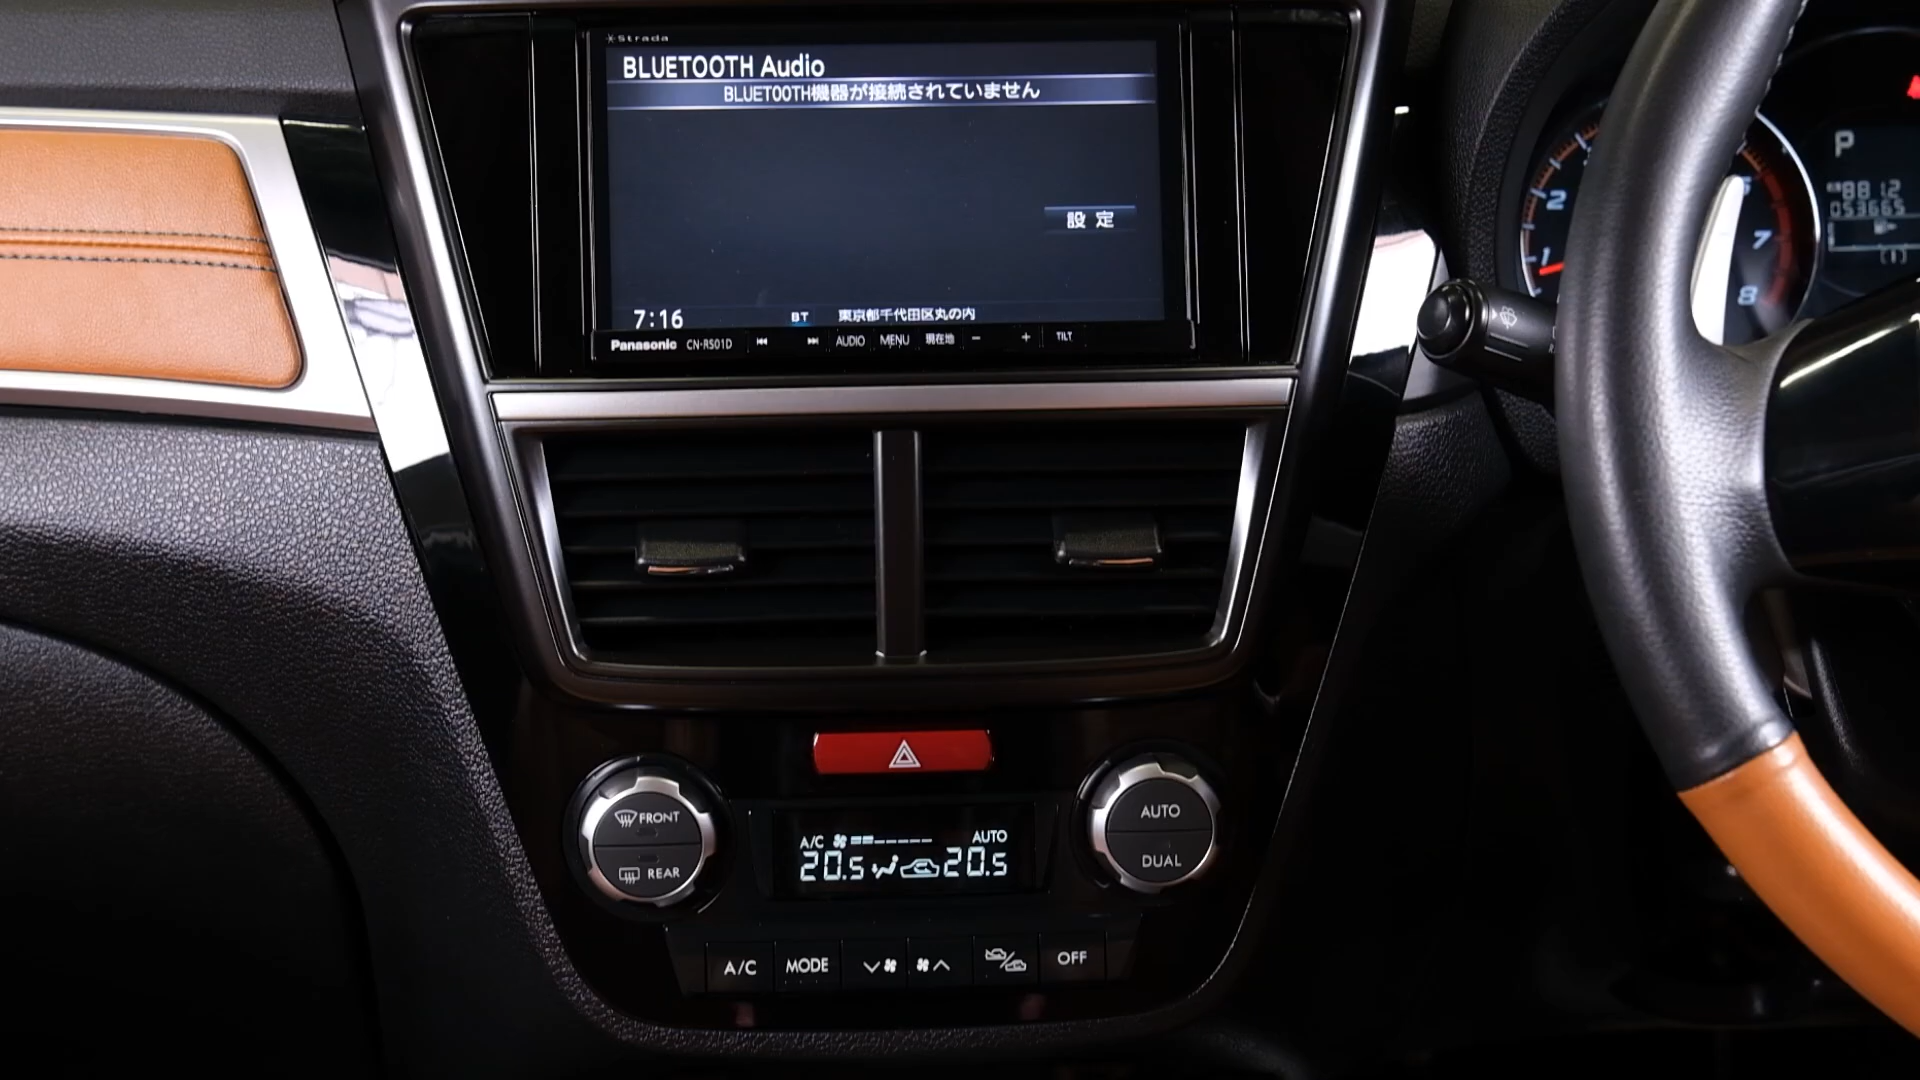 Strada
BLUETOOTH Audio
BLUETOOTH機器が接続されていません
設定
7:16 BT 東京都千代田区丸の内
Panasonic CN-RS01D AUDIO MENU 現在地 − + TILT
P
8812
053665
1
2
7
8
FRONT
REAR
A/C AUTO
20.5 20.5
AUTO
DUAL
A/C MODE OFF